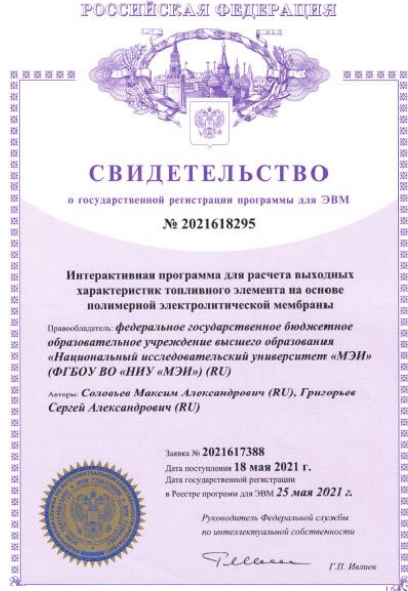 РОССИЙСКАЯ ФЕДЕРАЦИЯ
СВИДЕТЕЛЬСТВО
о государственной регистрации программы для ЭВМ
№ 2021618295
Интерактивная программа для расчета выходных
характеристик топливного элемента на основе
полимерной электролитической мембраны
Правообладатель: федеральное государственное бюджетное
образовательное учреждение высшего образования
«Национальный исследовательский университет «МЭИ»
(ФГБОУ ВО «НИУ «МЭИ») (RU)
Авторы: Соловьев Максим Александрович (RU), Григорьев
Сергей Александрович (RU)
Заявка № 2021617388
Дата поступления 18 мая 2021 г.
Дата государственной регистрации
в Реестре программ для ЭВМ 25 мая 2021 г.
Руководитель Федеральной службы
по интеллектуальной собственности
Г.П. Ивлиев